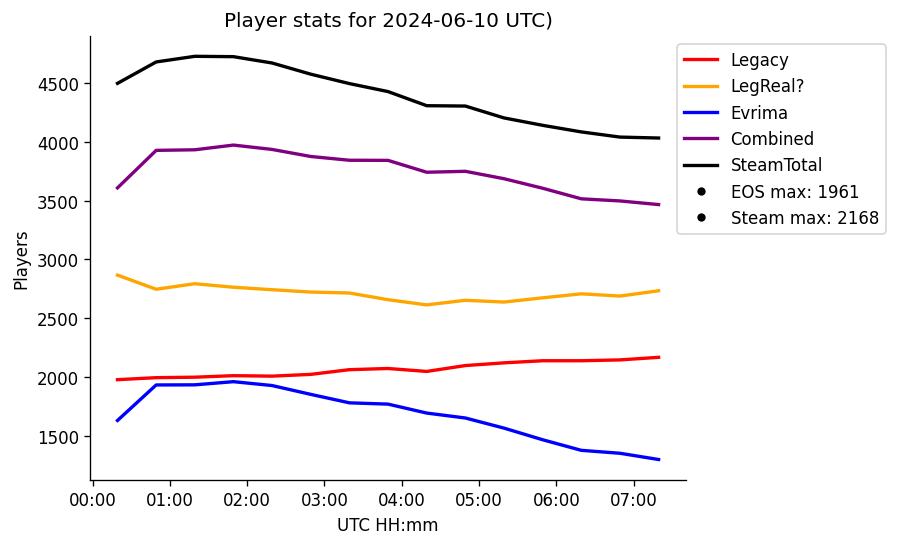 Player stats for 2024-06-10 UTC)
Legacy
LegReal?
Evrima
Combined
SteamTotal
EOS max: 1961
Steam max: 2168
Players
4500
4000
3500
3000
2500
2000
1500
00:00 01:00 02:00 03:00 04:00 05:00 06:00 07:00
UTC HH:mm